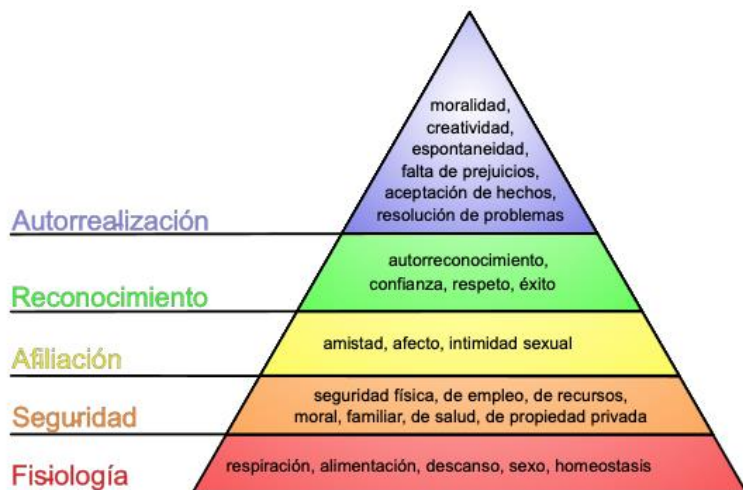 moralidad,
creatividad,
espontaneidad,
falta de prejuicios,
aceptación de hechos,
resolución de problemas
Autorrealización
autorreconocimiento,
confianza, respeto, éxito
Reconocimiento
amistad, afecto, intimidad sexual
Afiliación
seguridad física, de empleo, de recursos,
moral, familiar, de salud, de propiedad privada
Seguridad
respiración, alimentación, descanso, sexo, homeostasis
Fisiología